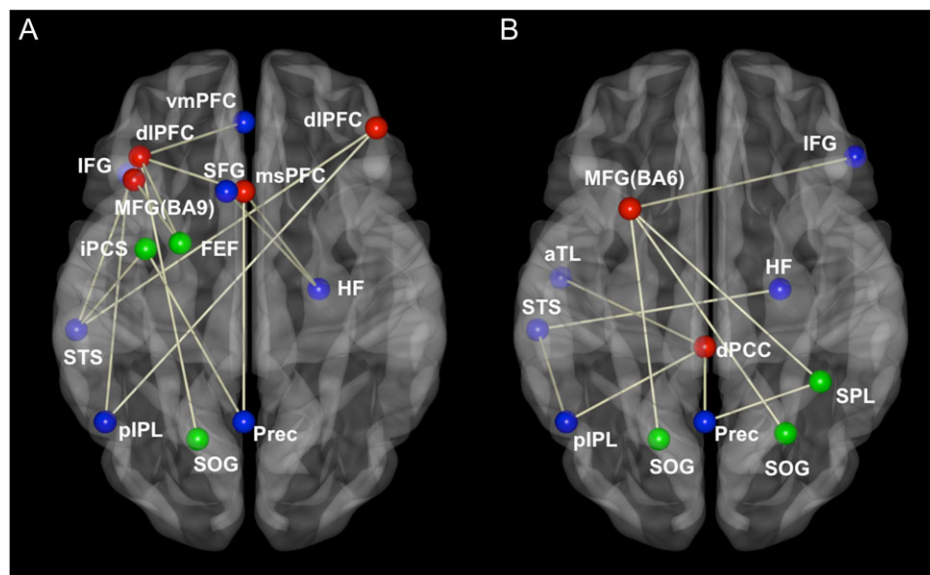 A
vmPFC
dlPFC
dlPFC
IFG
SFG
msPFC
MFG(BA9)
iPCS
FEF
HF
STS
pIPL
Prec
SOG
B
IFG
MFG(BA6)
aTL
HF
STS
dPCC
SPL
pIPL
Prec
SOG
SOG